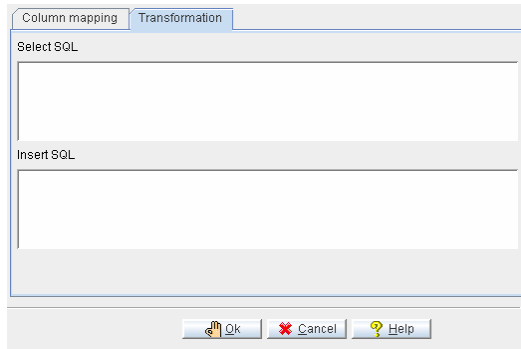 Column mapping Transformation
Select SQL
Insert SQL
Ok Cancel Help